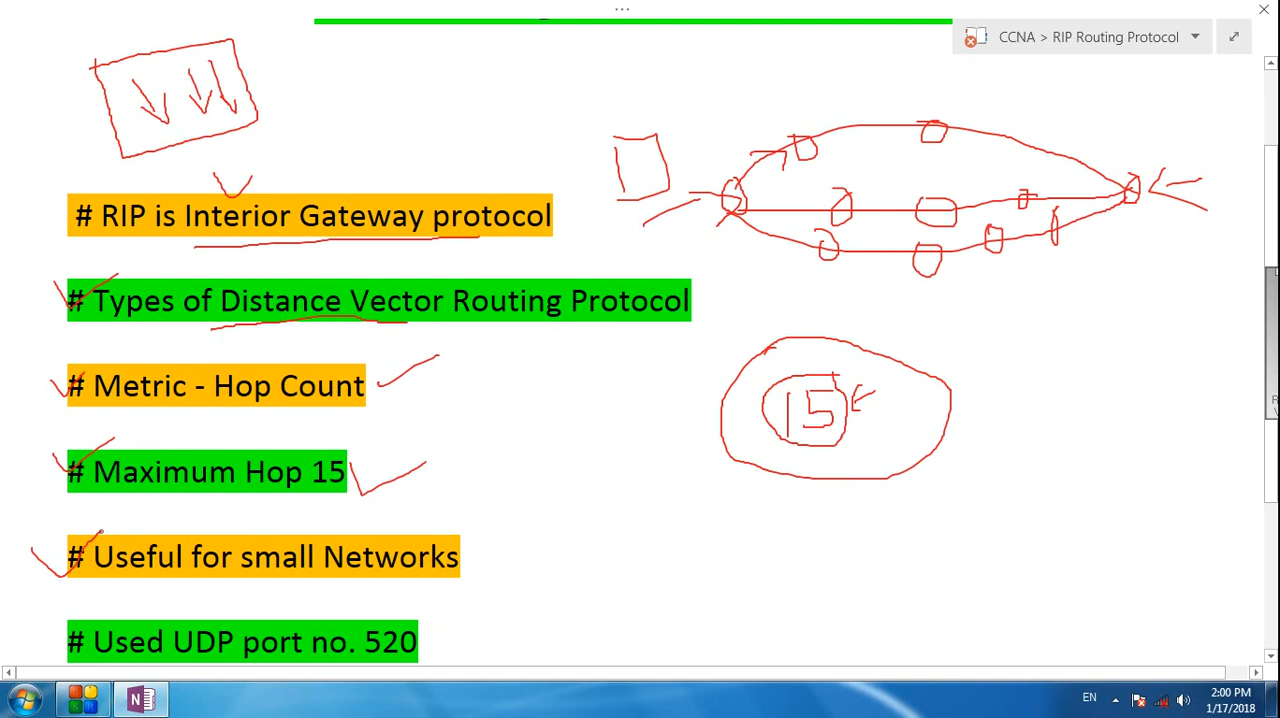 CCNA > RIP Routing Protocol
# RIP is Interior Gateway protocol
# Types of Distance Vector Routing Protocol
# Metric - Hop Count
15
# Maximum Hop 15
# Useful for small Networks
# Used UDP port no. 520
EN
2:00 PM
1/17/2018